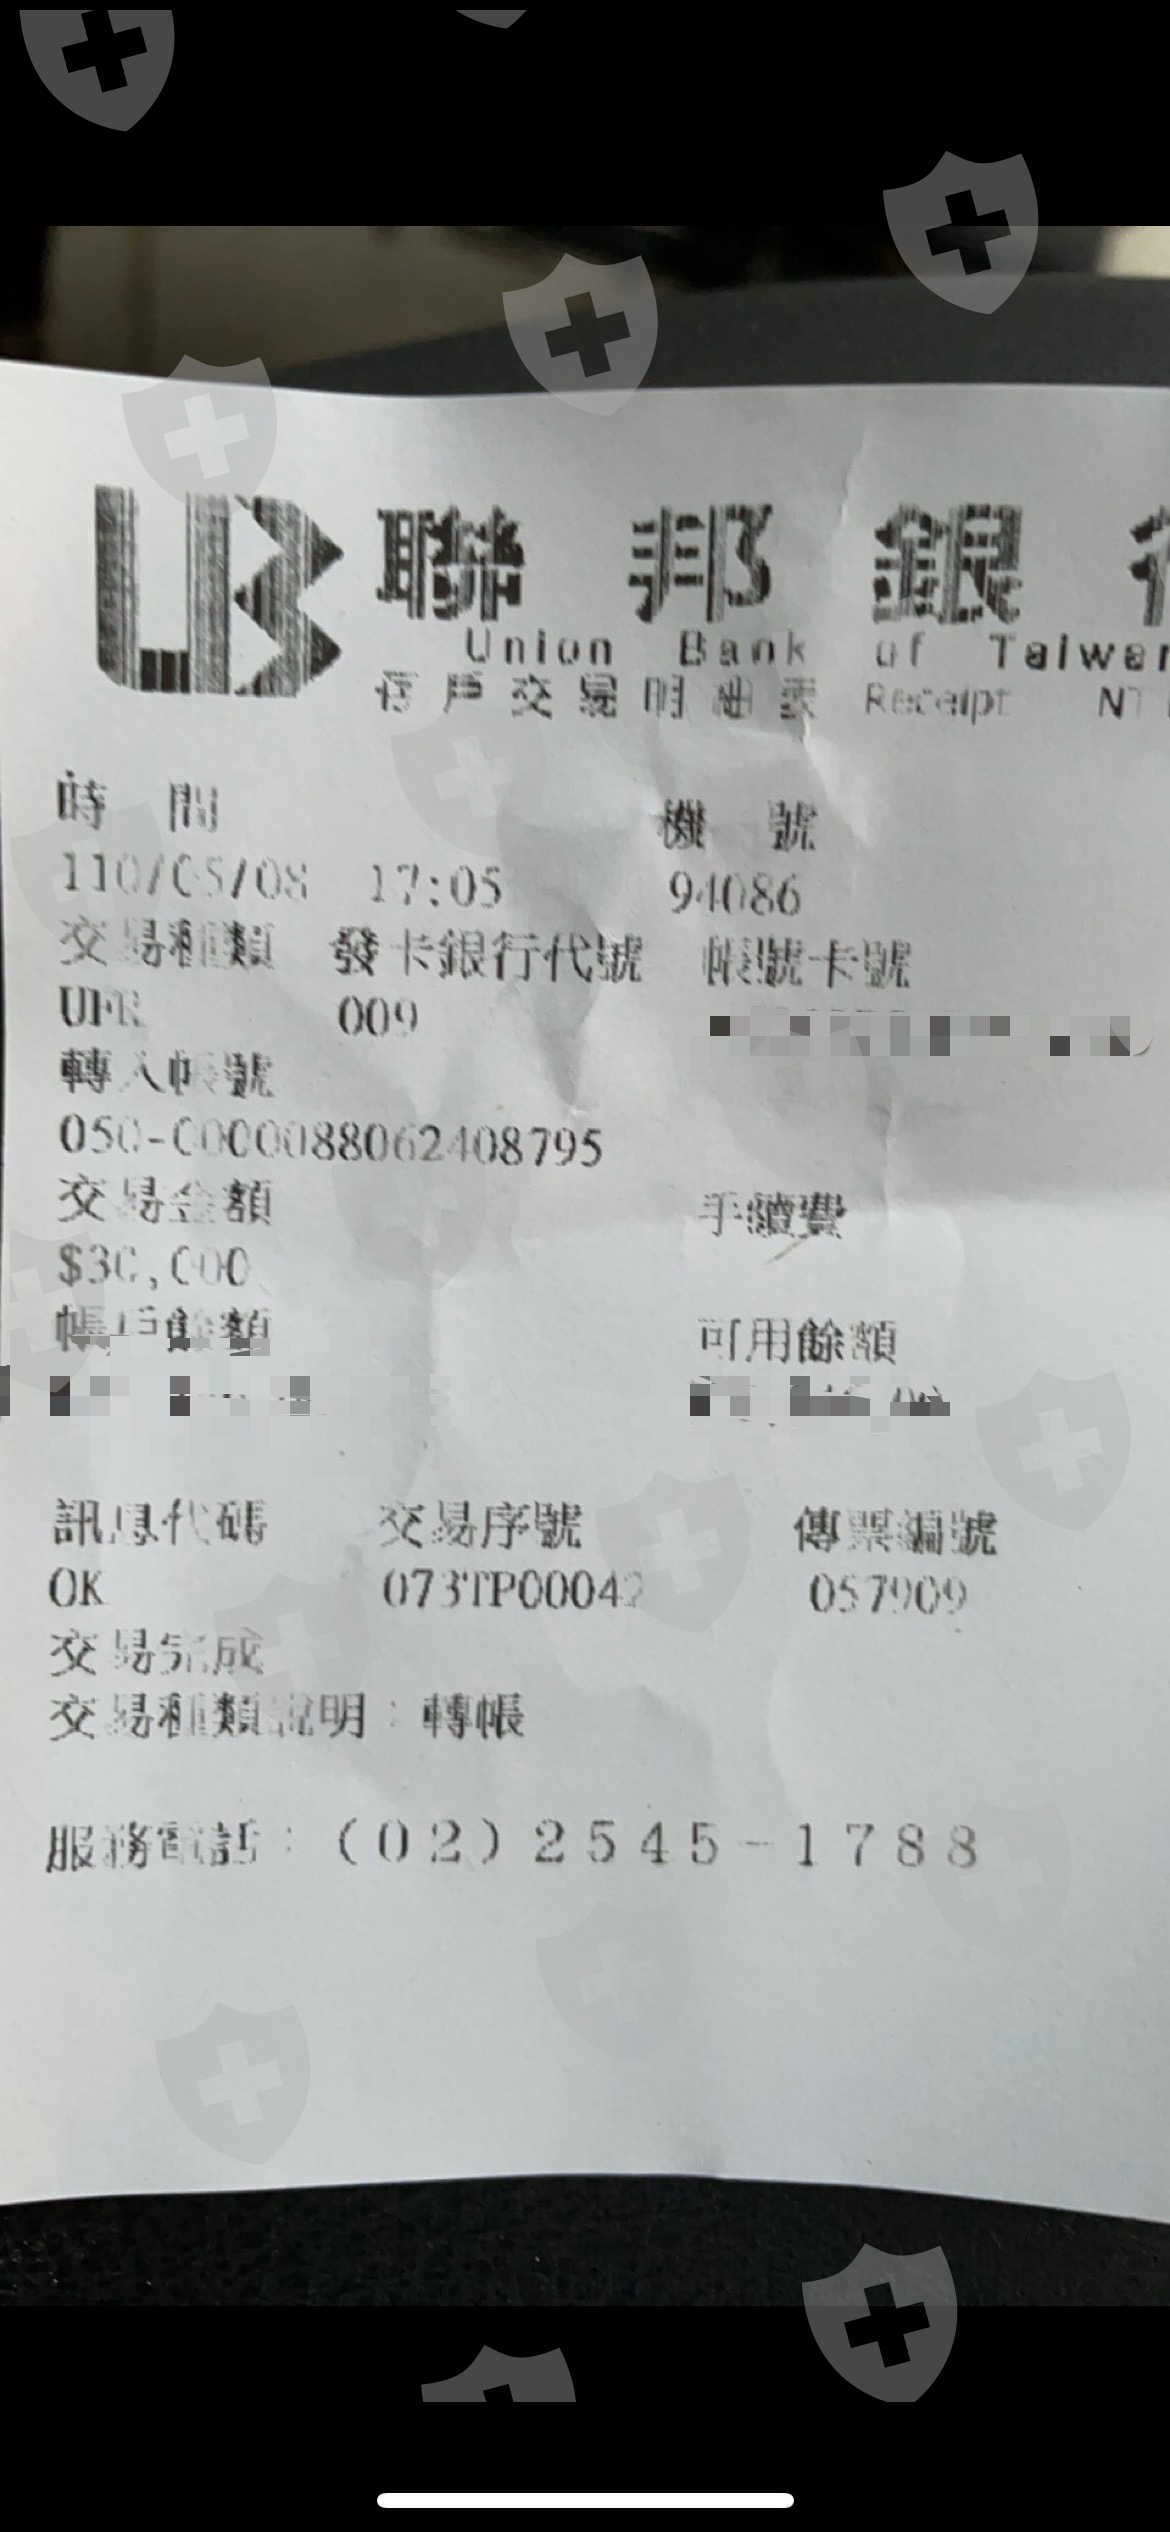 UB 聯邦銀行
Union Bank of Taiwan
存戶交易明細表 Receipt NT
時 間 機 號
110/05/08 17:05 94086
交易種類 發卡銀行代號 帳號卡號
UFR 009
轉入帳號
050-0000088062408795
交易金額 手續費
$30,000
帳戶餘額 可用餘額
訊息代碼 交易序號 傳票編號
OK 073TP00042 057909
交易完成
交易種類說明：轉帳
服務電話：(02)2545-1788